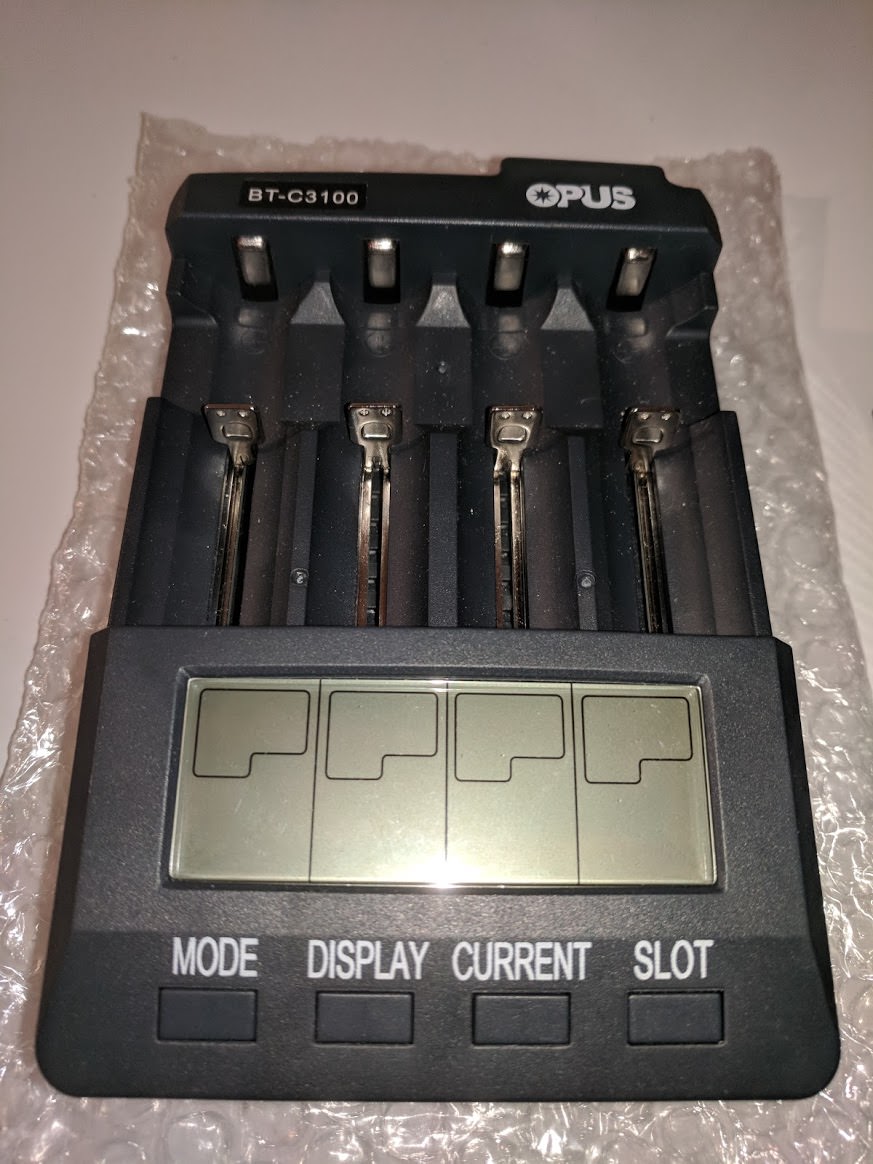 BT-C3100
OPUS
MODE DISPLAY CURRENT SLOT